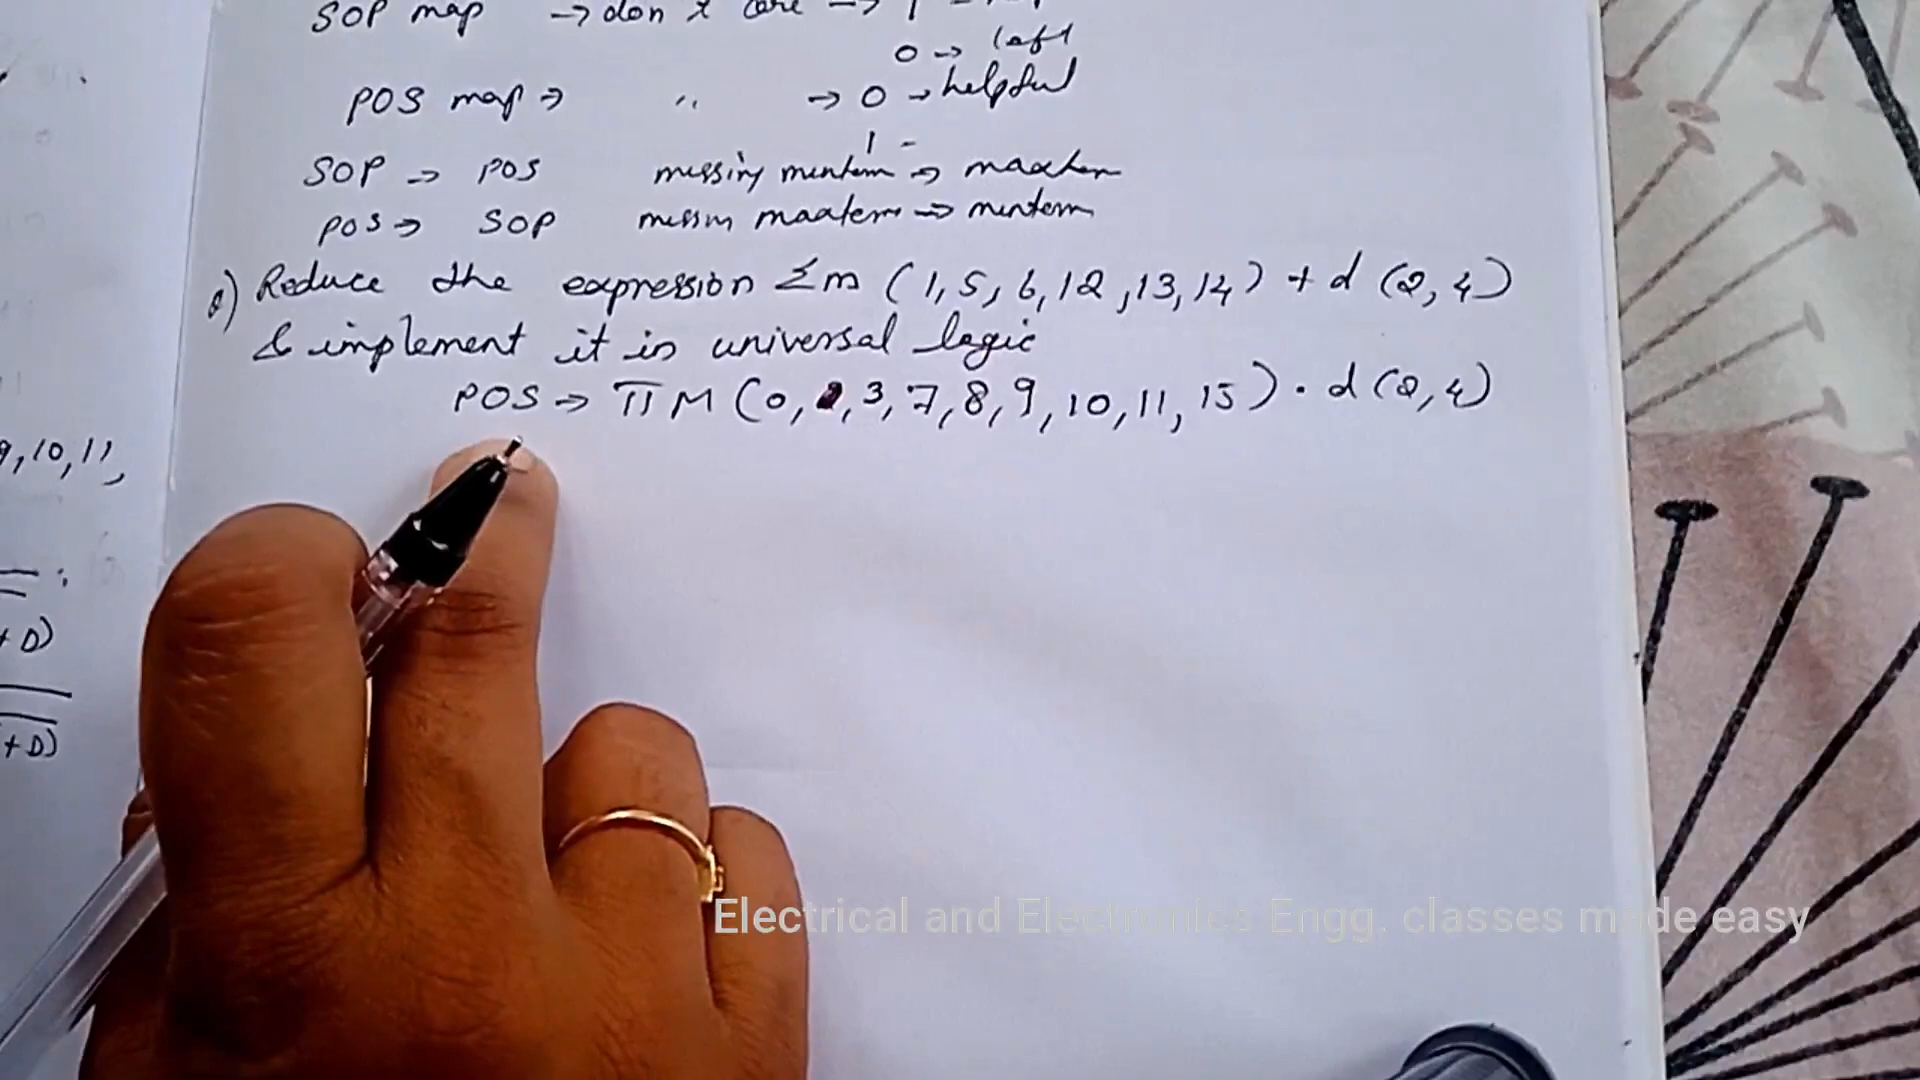 SOP map → don't care → 1
0 → left
POS map → " → 0 → helpful
1 -
SOP → POS missing minterm → maxterm
POS → SOP missin maxterm → minterm
Q) Reduce the expression Σm (1, 5, 6, 12, 13, 14) + d (2, 4)
& implement it in universal logic
POS → ΠM (0, 3, 7, 8, 9, 10, 11, 15) . d (2, 4)
9, 10, 11,
+ D)
+ D)
Electrical and Electronics Engg. classes made easy